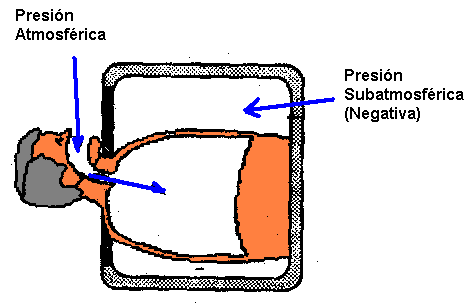 Presión
Atmosférica
Presión
Subatmosférica
(Negativa)